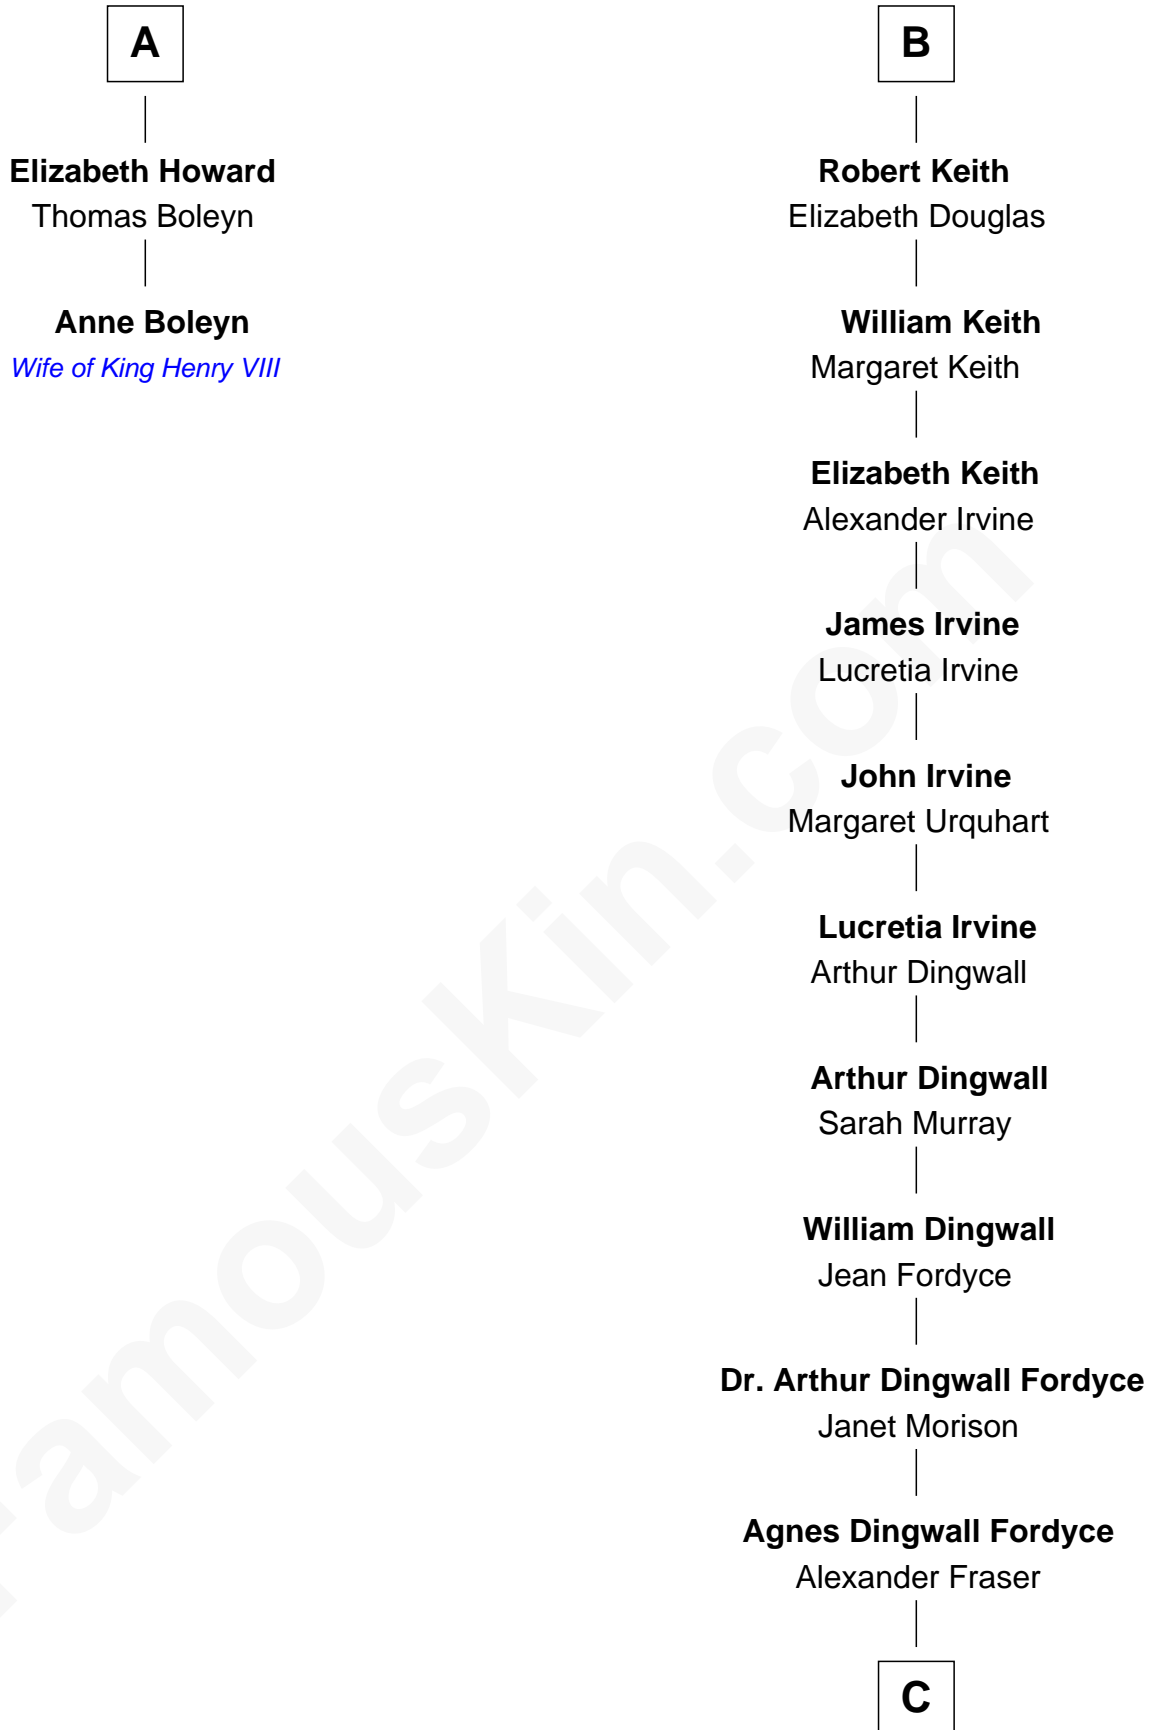 A
Elizabeth Howard
Thomas Boleyn
Anne Boleyn
Wife of King Henry VIII
B
Robert Keith
Elizabeth Douglas
William Keith
Margaret Keith
Elizabeth Keith
Alexander Irvine
James Irvine
Lucretia Irvine
John Irvine
Margaret Urquhart
Lucretia Irvine
Arthur Dingwall
Arthur Dingwall
Sarah Murray
William Dingwall
Jean Fordyce
Dr. Arthur Dingwall Fordyce
Janet Morison
Agnes Dingwall Fordyce
Alexander Fraser
C
FamousKin.com